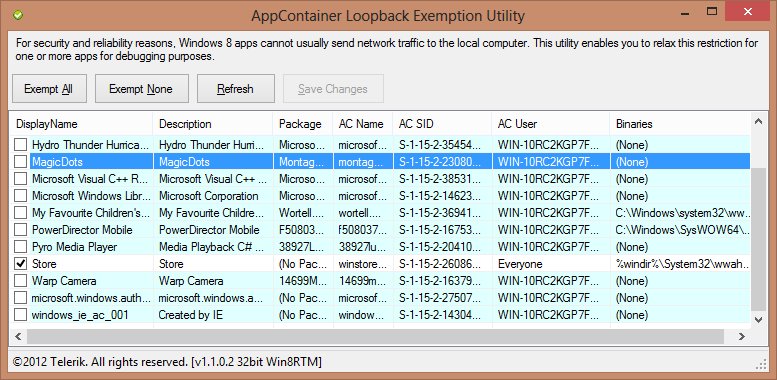 AppContainer Loopback Exemption Utility
For security and reliability reasons, Windows 8 apps cannot usually send network traffic to the local computer. This utility enables you to relax this restriction for
one or more apps for debugging purposes.
Exempt All Exempt None Refresh Save Changes
DisplayName Description Package AC Name AC SID AC User Binaries
Hydro Thunder Hurrica... Hydro Thunder Hurri... Microso... microsof... S-1-15-2-35454... WIN-10RC2KGP7F... (None)
MagicDots MagicDots Montag... montag... S-1-15-2-23080... WIN-10RC2KGP7F... (None)
Microsoft Visual C++ R... Microsoft Visual C++ ... Microso... microsof... S-1-15-2-38531... WIN-10RC2KGP7F... (None)
Microsoft Windows Libr... Microsoft Corporation Microso... microsof... S-1-15-2-14623... WIN-10RC2KGP7F... (None)
My Favourite Children's... My Favourite Childre... Wortell.... wortell.... S-1-15-2-36941... WIN-10RC2KGP7F... C:\Windows\system32\ww...
PowerDirector Mobile PowerDirector Mobile F50803... f508037... S-1-15-2-16753... WIN-10RC2KGP7F... C:\Windows\SysWOW64\...
Pyro Media Player Media Playback C# ... 38927L... 38927lu... S-1-15-2-20410... WIN-10RC2KGP7F... (None)
Store Store (No Pac... winstore... S-1-15-2-26086... Everyone %windir%\System32\wwah...
Warp Camera Warp Camera 14699M... 14699m... S-1-15-2-16379... WIN-10RC2KGP7F... (None)
microsoft.windows.auth... microsoft.windows.a... (No Pac... microsof... S-1-15-2-27507... WIN-10RC2KGP7F... (None)
windows_ie_ac_001 Created by IE (No Pac... window... S-1-15-2-14304... WIN-10RC2KGP7F... (None)
©2012 Telerik. All rights reserved. [v1.1.0.2 32bit Win8RTM]